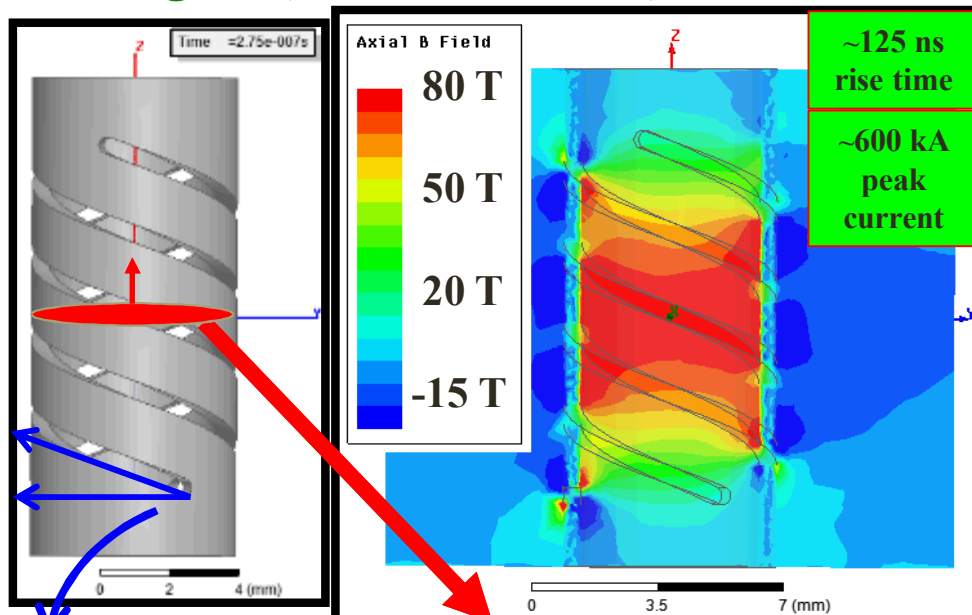 Z
Time =2.75e-007s
Y
0 2 4 (mm)
Axial B Field
80 T
50 T
20 T
-15 T
Z
~125 ns
rise time
~600 kA
peak
current
0 3.5 7 (mm)